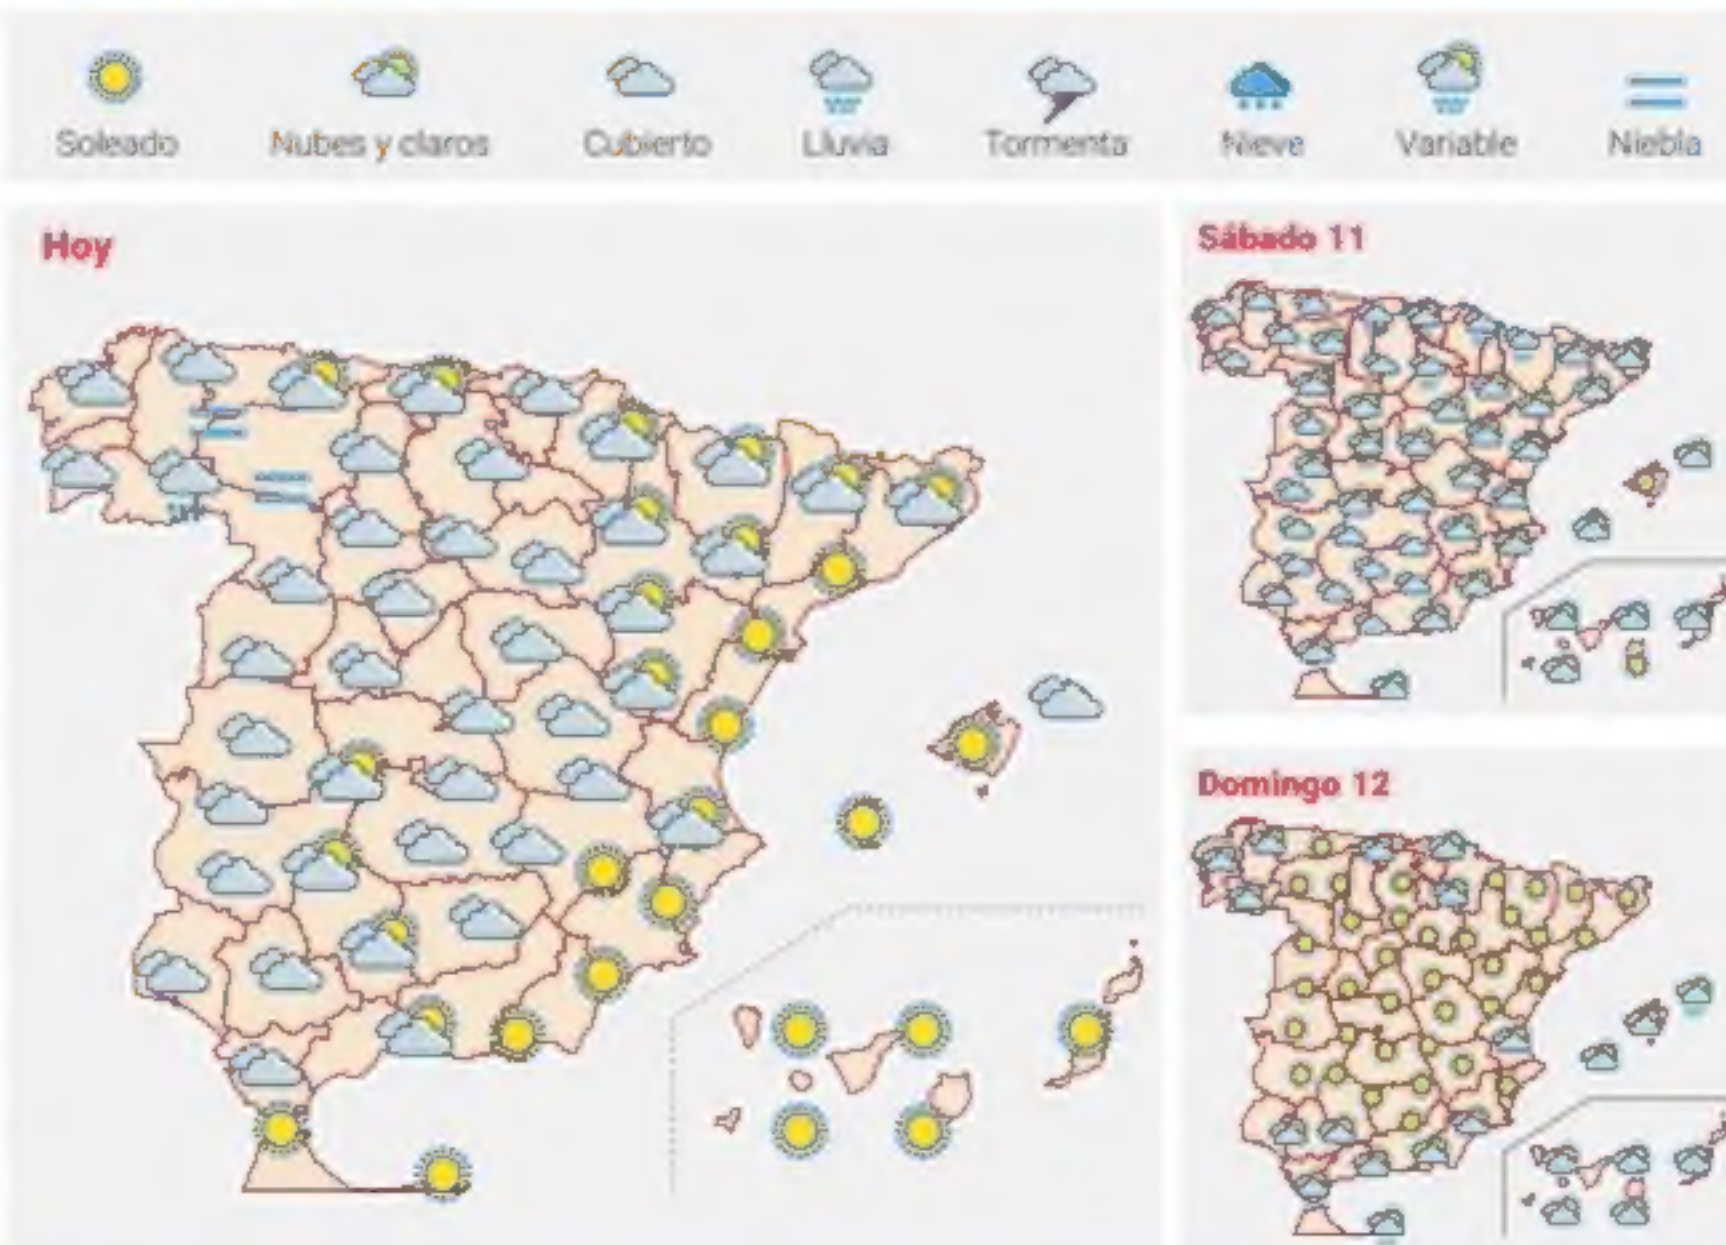 Soleado Nubes y claros Cubierto Lluvia Tormenta Nieve Variable Niebla
Hoy
Sábado 11
Domingo 12